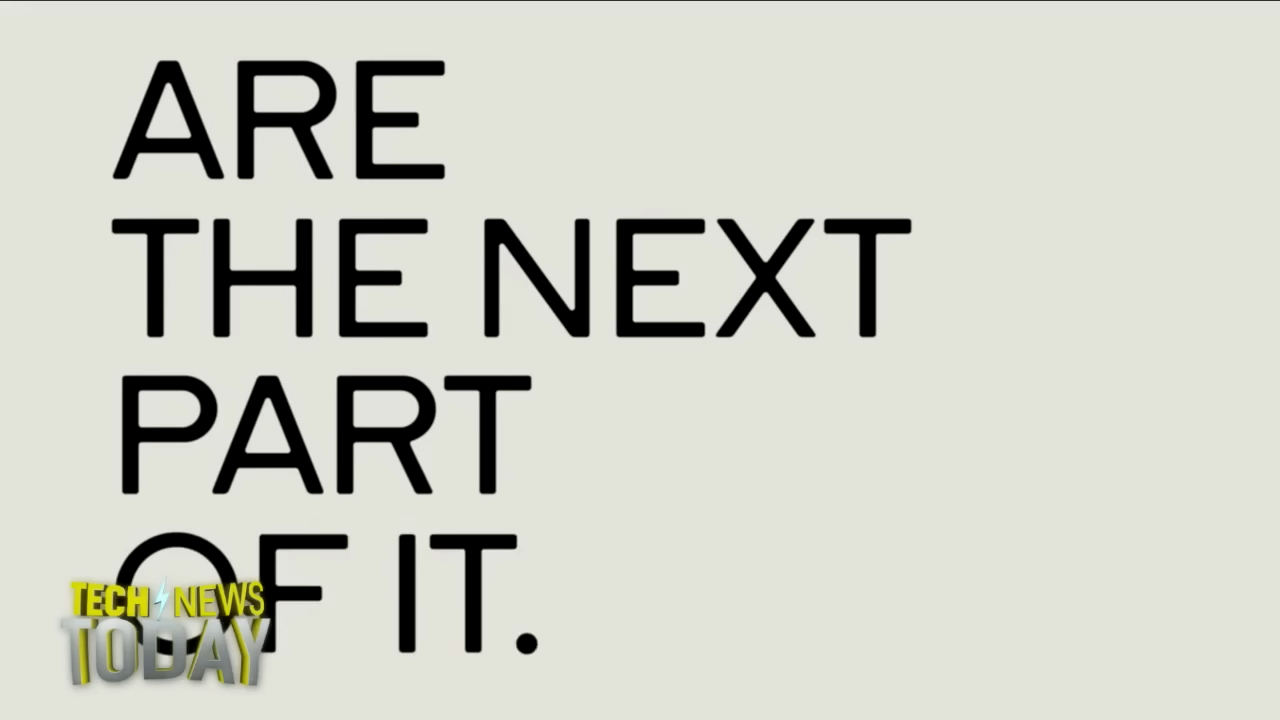 ARE
THE NEXT
PART
OF IT.
TECH NEWS
TODAY